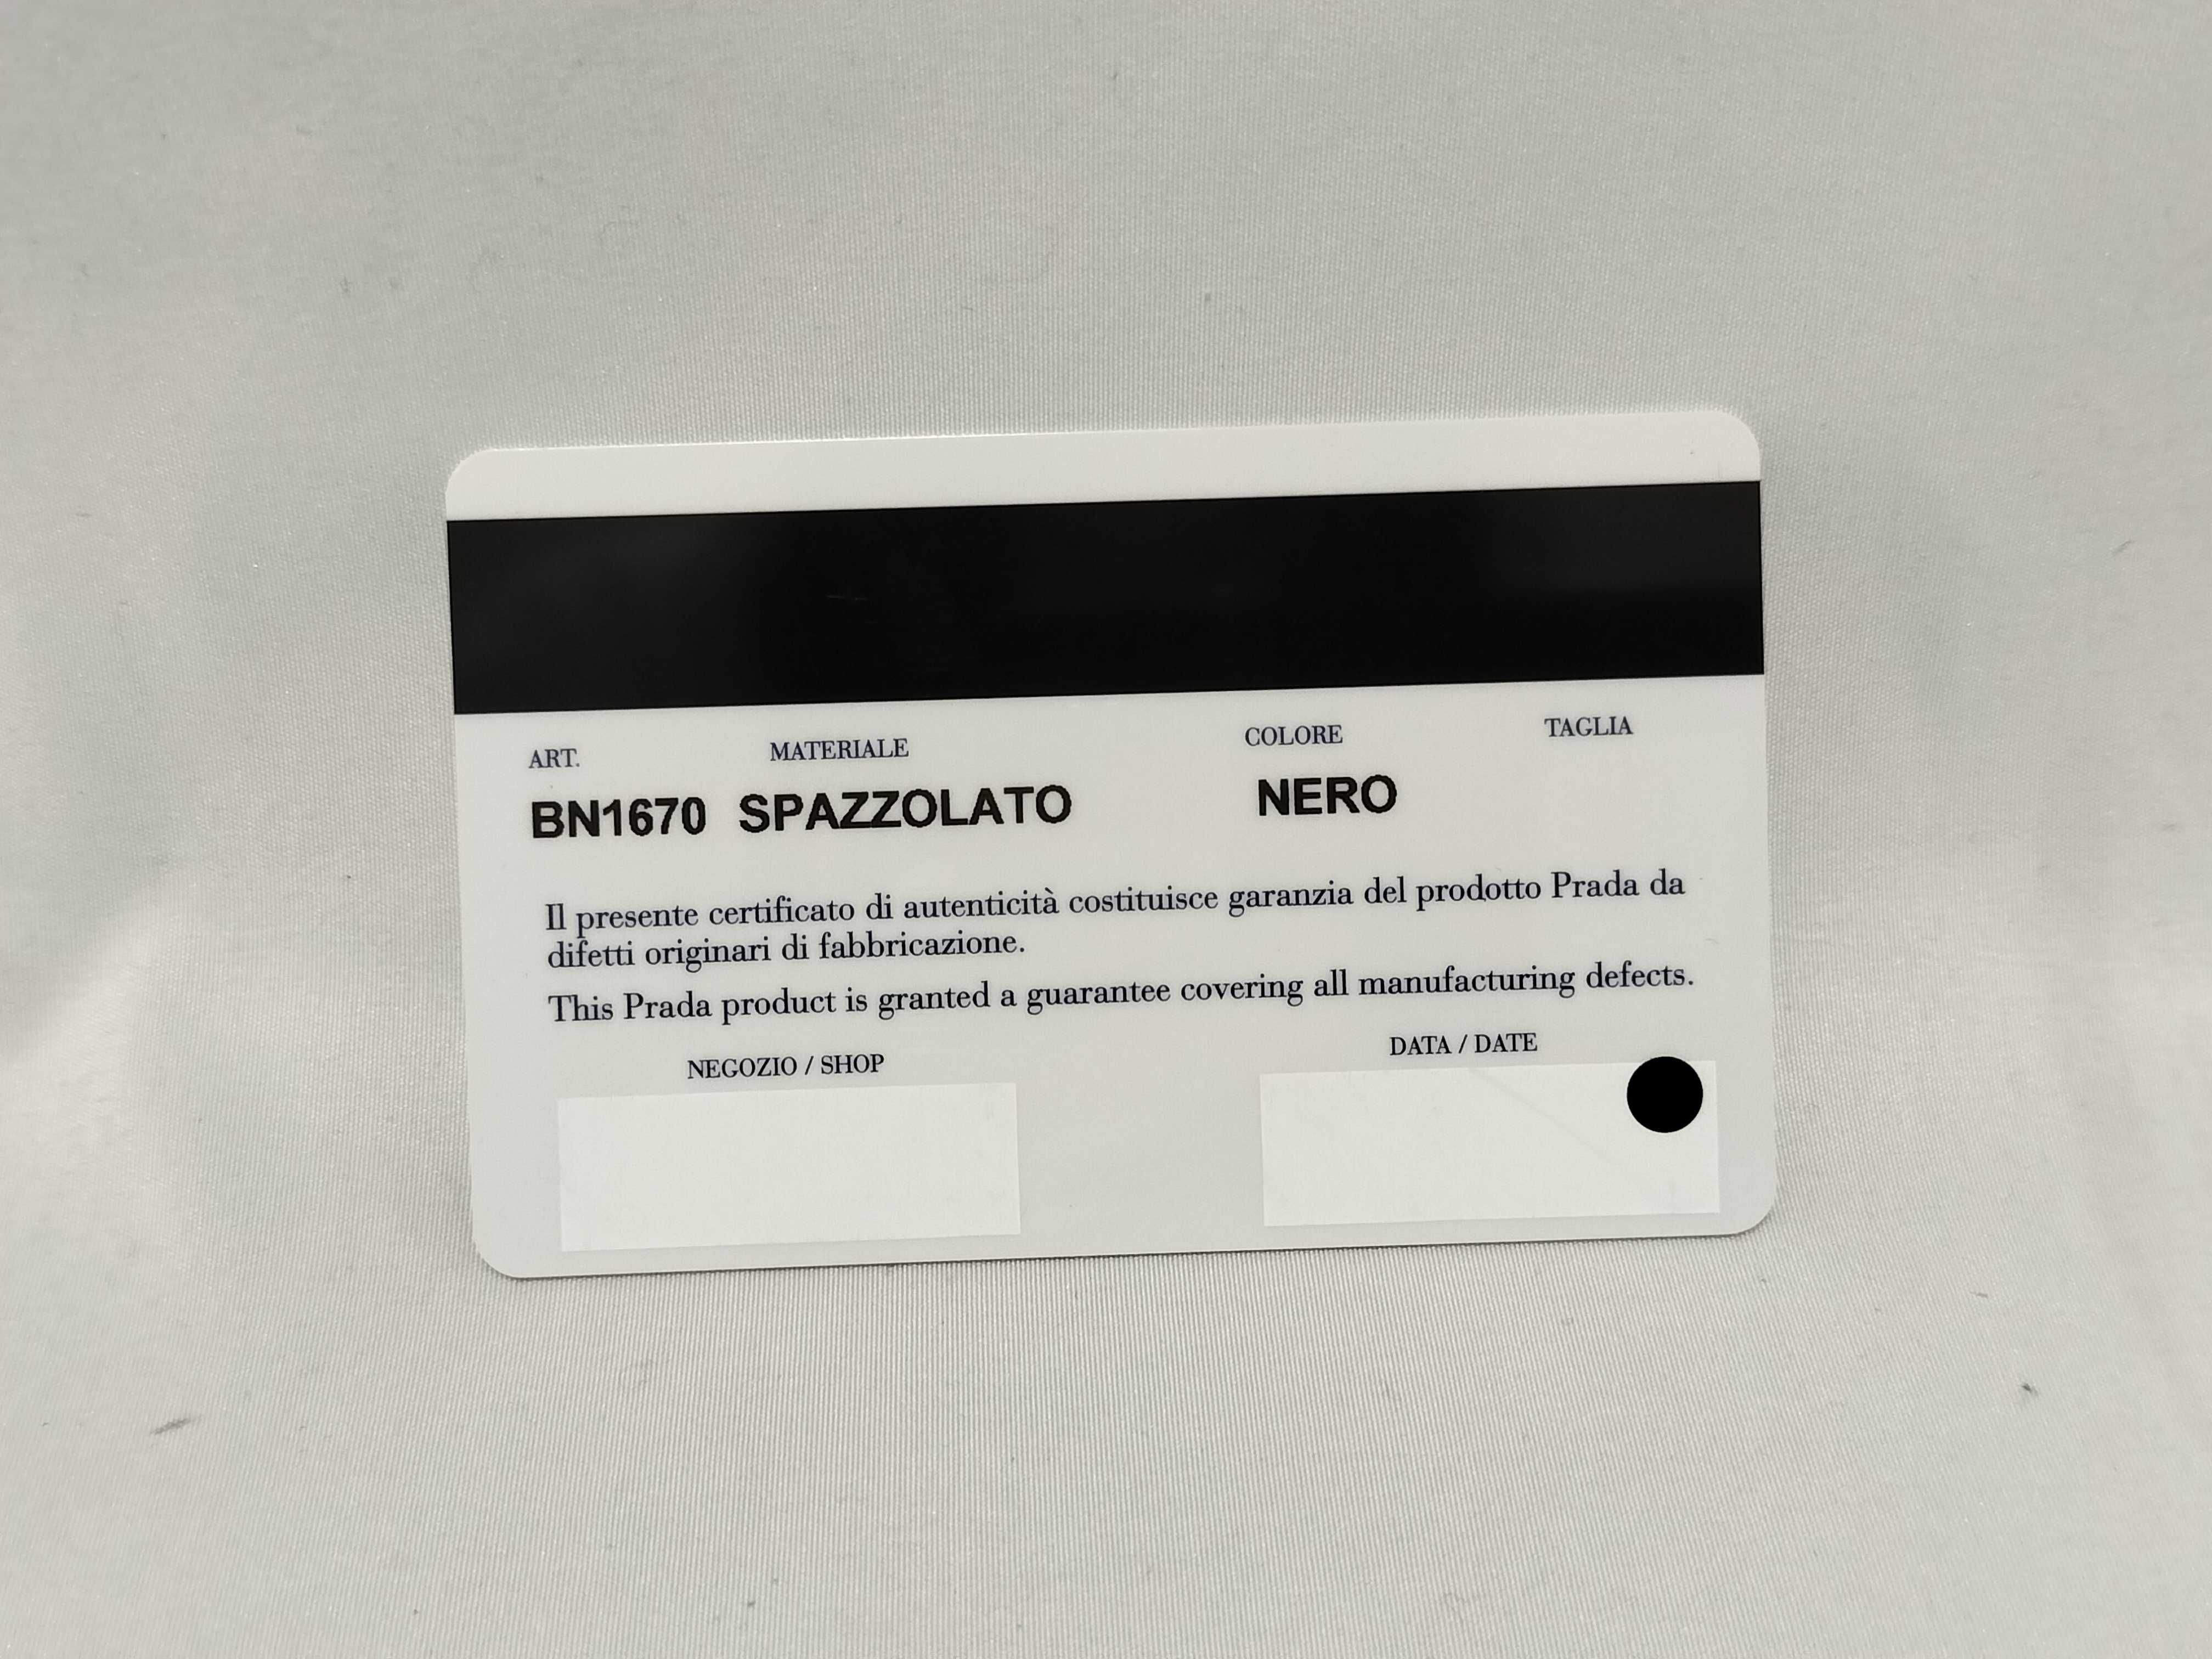 ART. MATERIALE COLORE TAGLIA
BN1670 SPAZZOLATO NERO
Il presente certificato di autenticità costituisce garanzia del prodotto Prada da
difetti originari di fabbricazione.
This Prada product is granted a guarantee covering all manufacturing defects.
NEGOZIO / SHOP DATA / DATE